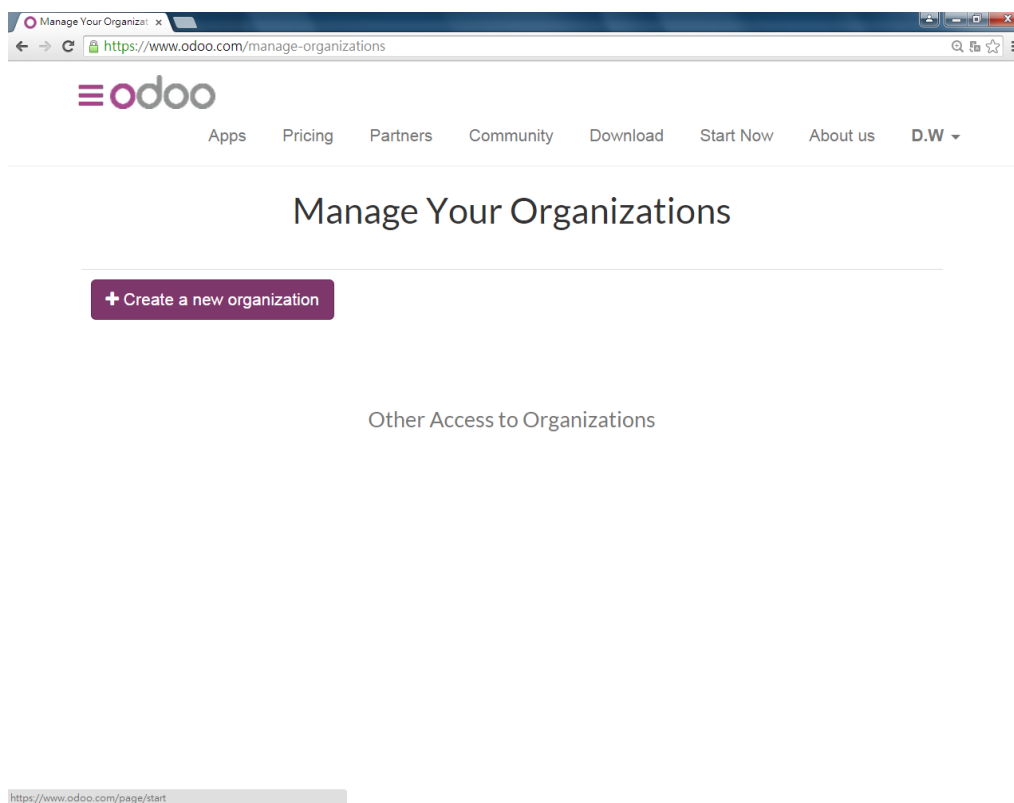 Manage Your Organizat
https://www.odoo.com/manage-organizations
odoo
Apps Pricing Partners Community Download Start Now About us D.W
Manage Your Organizations
Create a new organization
Other Access to Organizations
https://www.odoo.com/page/start